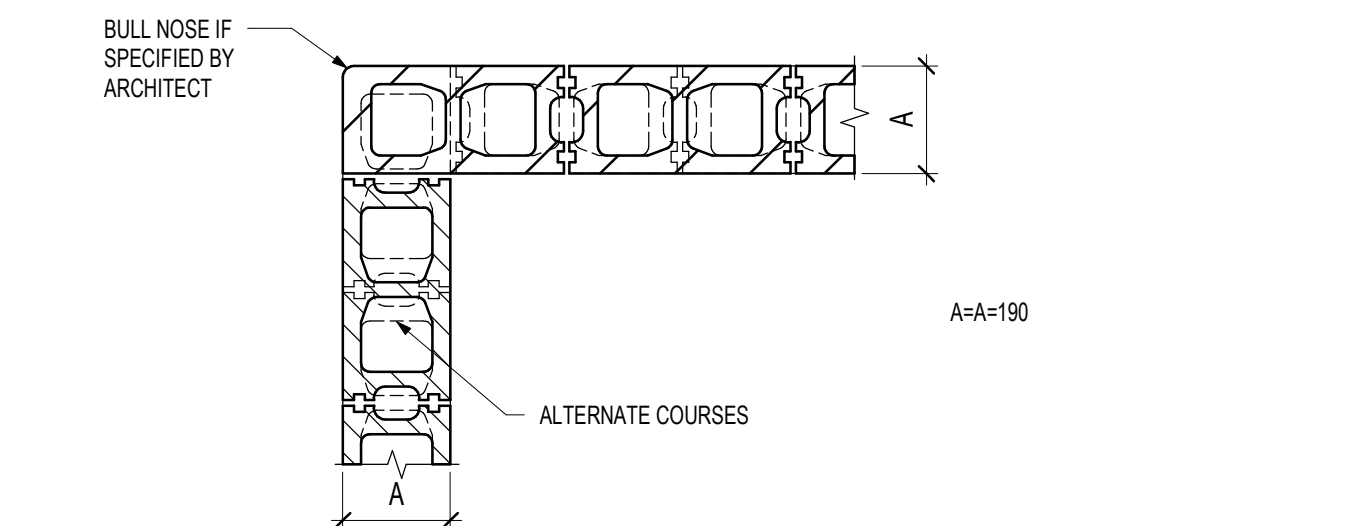 BULL NOSE IF
SPECIFIED BY
ARCHITECT
A
A=A=190
ALTERNATE COURSES
A